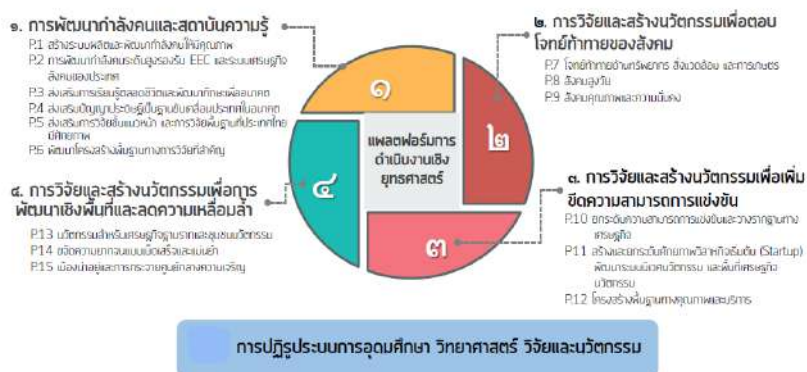 ๑. การพัฒนากำลังคนและสถาบันความรู้
P.1 สร้างระบบผลิตและพัฒนากำลังคนให้มีคุณภาพ
P.2 การพัฒนากำลังคนระดับสูงรองรับ EEC และระบบเศรษฐกิจ
สังคมของประเทศ
P.3 ส่งเสริมการเรียนรู้ตลอดชีวิตและพัฒนาทักษะเพื่ออนาคต
P.4 ส่งเสริมปัญญาประดิษฐ์เป็นฐานขับเคลื่อนประเทศในอนาคต
P.5 ส่งเสริมการวิจัยขั้นแนวหน้า และการวิจัยพื้นฐานที่ประเทศไทย
มีศักยภาพ
P.6 พัฒนาโครงสร้างพื้นฐานทางการวิจัยที่สำคัญ
๒. การวิจัยและสร้างนวัตกรรมเพื่อตอบ
โจทย์ท้าทายของสังคม
P.7 โจทย์ท้าทายด้านทรัพยากร สิ่งแวดล้อม และการเกษตร
P.8 สังคมสูงวัย
P.9 สังคมคุณภาพและความมั่นคง
๑
๒
๓
๔
แพลตฟอร์มการ
ดำเนินงานเชิง
ยุทธศาสตร์
๓. การวิจัยและสร้างนวัตกรรมเพื่อเพิ่ม
ขีดความสามารถการแข่งขัน
P.10 ยกระดับความสามารถการแข่งขันและวางรากฐานทาง
เศรษฐกิจ
P.11 สร้างและยกระดับศักยภาพวิสาหกิจเริ่มต้น (Startup)
พัฒนาระบบนิเวศนวัตกรรม และพื้นที่เศรษฐกิจ
นวัตกรรม
P.12 โครงสร้างพื้นฐานทางคุณภาพและบริการ
๔. การวิจัยและสร้างนวัตกรรมเพื่อการ
พัฒนาเชิงพื้นที่และลดความเหลื่อมล้ำ
P.13 นวัตกรรมสำหรับเศรษฐกิจฐานรากและชุมชนนวัตกรรม
P.14 ขจัดความยากจนแบบเบ็ดเสร็จและแม่นยำ
P.15 เมืองน่าอยู่และการกระจายศูนย์กลางความเจริญ
การปฏิรูประบบการอุดมศึกษา วิทยาศาสตร์ วิจัยและนวัตกรรม